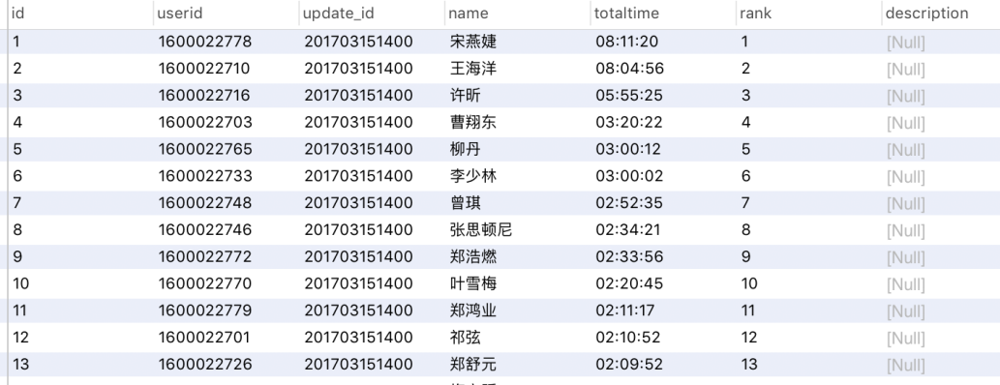 id userid update_id name totaltime rank description
1 1600022778 201703151400 宋燕婕 08:11:20 1 [Null]
2 1600022710 201703151400 王海洋 08:04:56 2 [Null]
3 1600022716 201703151400 许昕 05:55:25 3 [Null]
4 1600022703 201703151400 曹翔东 03:20:22 4 [Null]
5 1600022765 201703151400 柳丹 03:00:12 5 [Null]
6 1600022733 201703151400 李少林 03:00:02 6 [Null]
7 1600022748 201703151400 曾琪 02:52:35 7 [Null]
8 1600022746 201703151400 张思顿尼 02:34:21 8 [Null]
9 1600022772 201703151400 郑浩燃 02:33:56 9 [Null]
10 1600022770 201703151400 叶雪梅 02:20:45 10 [Null]
11 1600022779 201703151400 郑鸿业 02:11:17 11 [Null]
12 1600022701 201703151400 祁弦 02:10:52 12 [Null]
13 1600022726 201703151400 郑舒元 02:09:52 13 [Null]